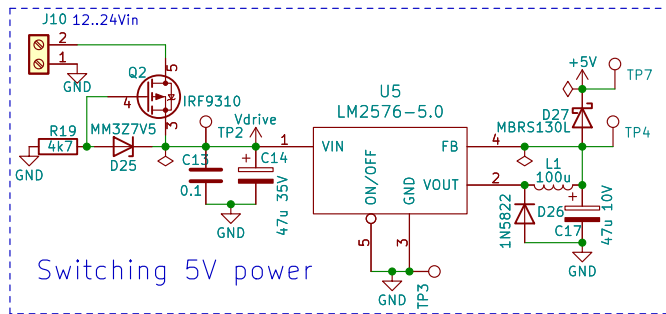 J10 12..24Vin
2
1
GND
Q2
5
4
3
IRF9310
R19
4k7
GND
MM3Z7V5
D25
TP2
Vdrive
C13
0.1
C14
+
47u 35V
GND
U5
LM2576-5.0
1
VIN
FB
4
VOUT
2
ON/OFF
GND
5
3
GND
TP3
+5V
TP7
D27
MBRS130L
TP4
L1
100u
1N5822
D26
+
C17
47u 10V
GND
Switching 5V power